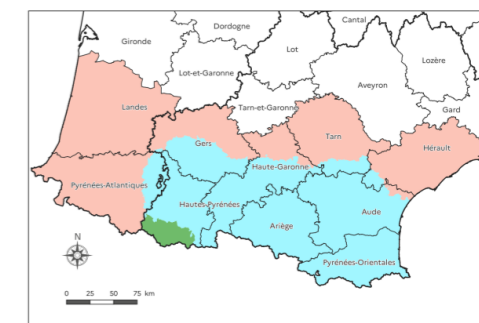 Cantal
Dordogne
Gironde
Lot
Lozère
Lot-et-Garonne
Aveyron
Landes
Tarn-et-Garonne
Gard
Tarn
Gers
Hérault
Haute-Garonne
Pyrénées-Atlantiques
Hautes-Pyrénées
Aude
Ariège
N
Pyrénées-Orientales
0 25 50 75 km